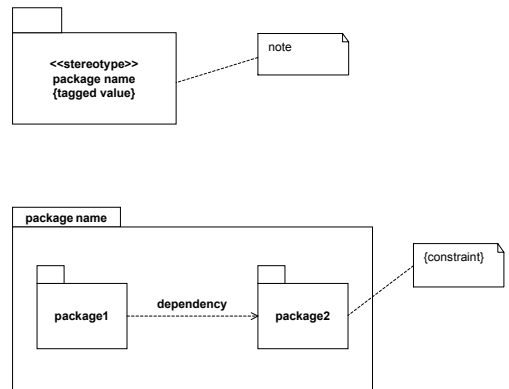 <<stereotype>>
package name
{tagged value}
note
package name
{constraint}
package1
dependency
package2